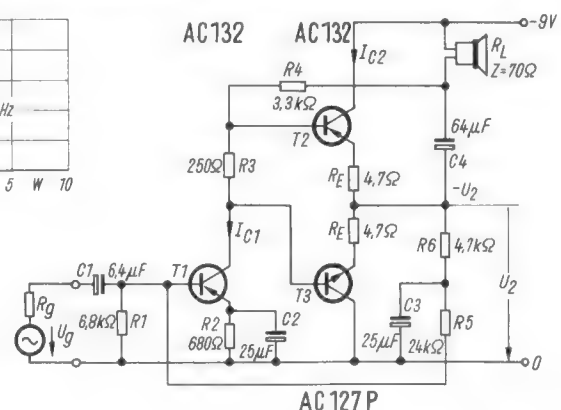 AC132
AC132
-9V
IC2
RL
Z=70Ω
R4
3,3kΩ
Hz
T2
64µF
C4
250Ω
R3
RE
4,7Ω
-U2
5 W 10
IC1
RE
4,7Ω
R6
4,7kΩ
C1
6,4µF
T1
T3
U2
Rg
6,8kΩ
R1
R2
680Ω
C2
25µF
C3
25µF
R5
24kΩ
Ug
0
AC127P